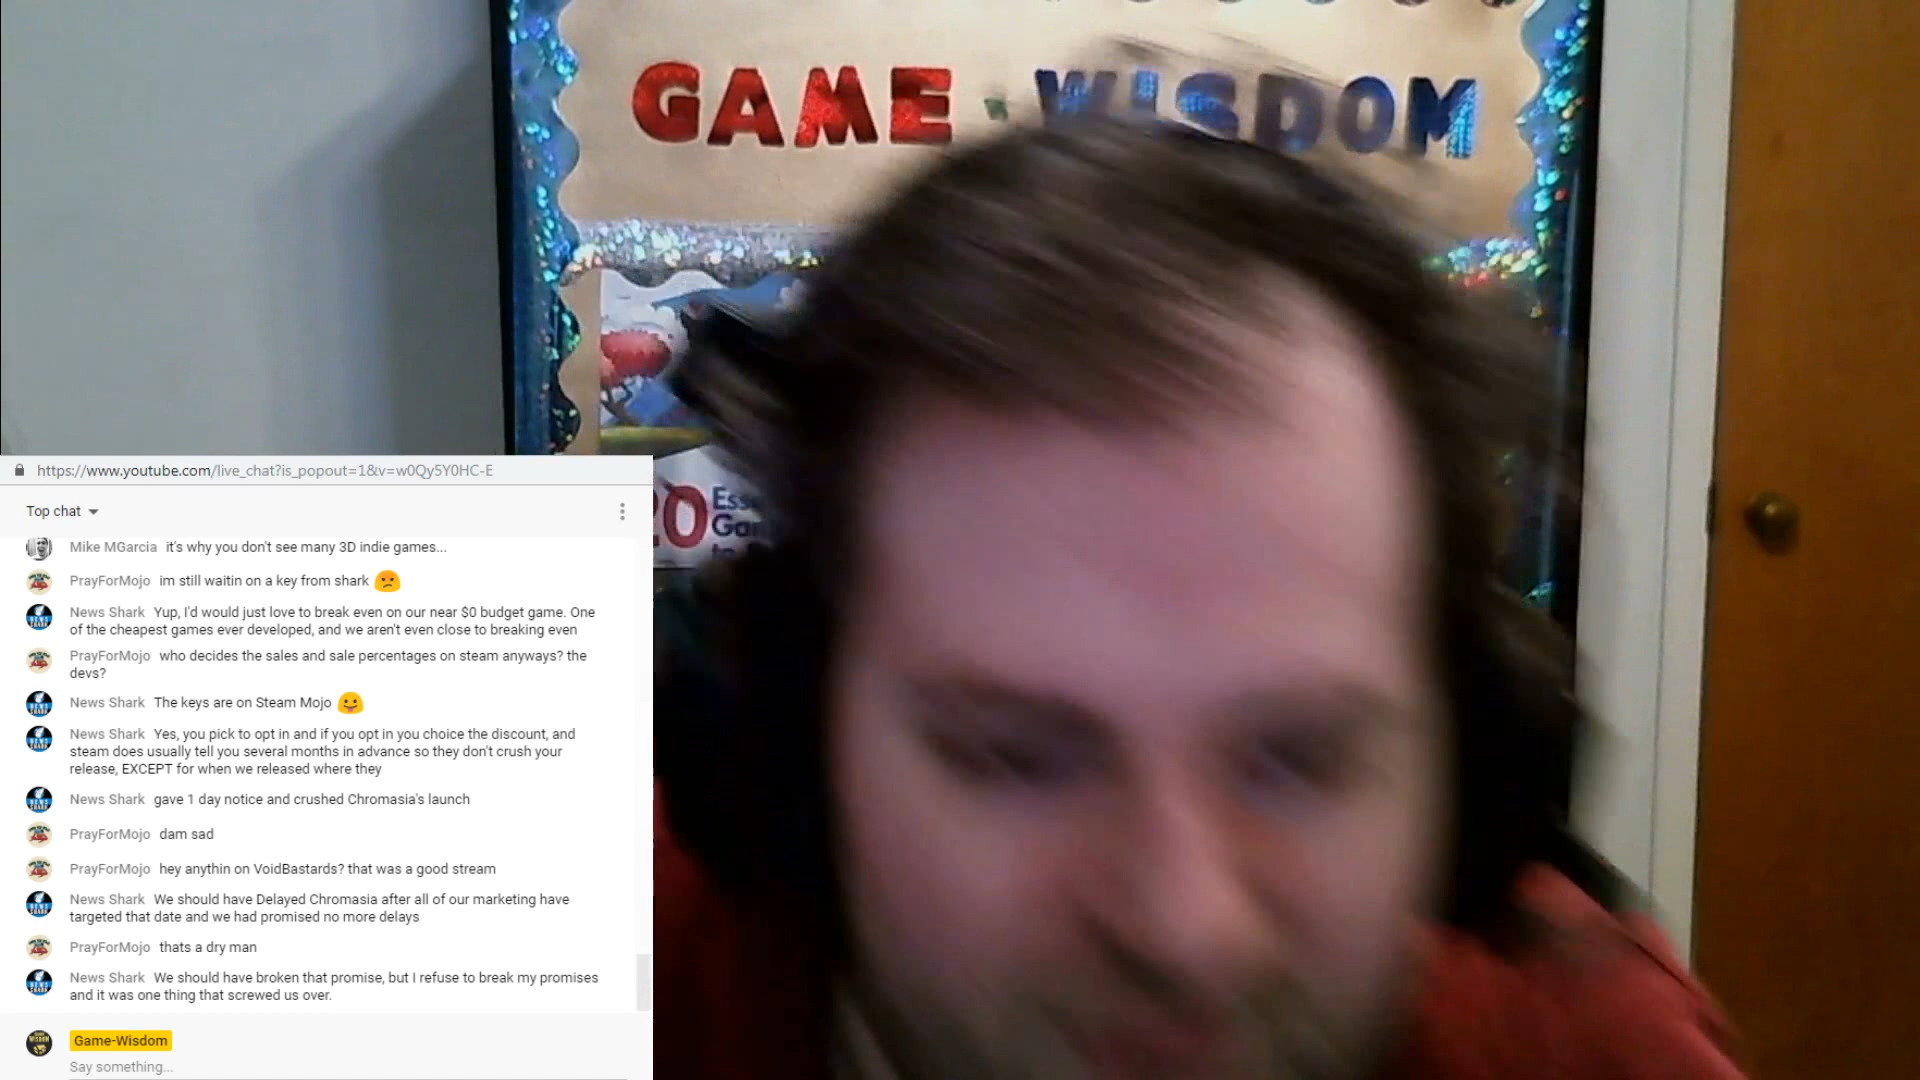 GAME WISDOM
20 Ess
https://www.youtube.com/live_chat?is_popout=1&v=w0Qy5Y0HC-E
Top chat
Mike MGarcia it's why you don't see many 3D indie games...
PrayForMojo im still waitin on a key from shark
News Shark Yup, I'd would just love to break even on our near $0 budget game. One
of the cheapest games ever developed, and we aren't even close to breaking even
PrayForMojo who decides the sales and sale percentages on steam anyways? the
devs?
News Shark The keys are on Steam Mojo
News Shark Yes, you pick to opt in and if you opt in you choice the discount, and
steam does usually tell you several months in advance so they don't crush your
release, EXCEPT for when we released where they
News Shark gave 1 day notice and crushed Chromasia's launch
PrayForMojo dam sad
PrayForMojo hey anythin on VoidBastards? that was a good stream
News Shark We should have Delayed Chromasia after all of our marketing have
targeted that date and we had promised no more delays
PrayForMojo thats a dry man
News Shark We should have broken that promise, but I refuse to break my promises
and it was one thing that screwed us over.
Game-Wisdom
Say something...